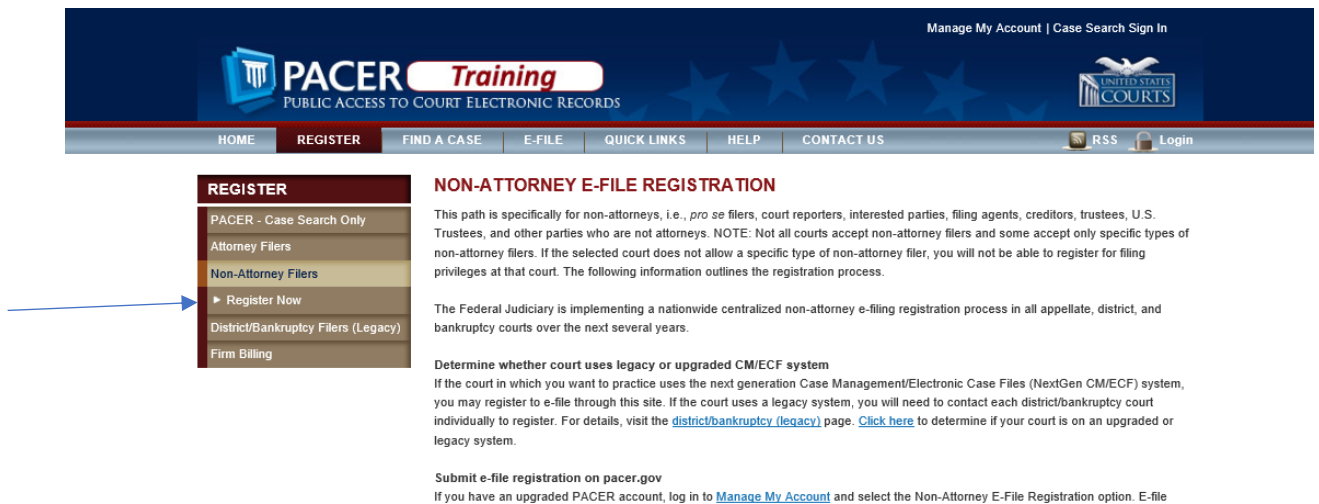 Manage My Account | Case Search Sign In
PACER Training
PUBLIC ACCESS TO COURT ELECTRONIC RECORDS
UNITED STATES
COURTS
HOME REGISTER FIND A CASE E-FILE QUICK LINKS HELP CONTACT US RSS Login
REGISTER
PACER - Case Search Only
Attorney Filers
Non-Attorney Filers
► Register Now
District/Bankruptcy Filers (Legacy)
Firm Billing
NON-ATTORNEY E-FILE REGISTRATION
This path is specifically for non-attorneys, i.e., pro se filers, court reporters, interested parties, filing agents, creditors, trustees, U.S.
Trustees, and other parties who are not attorneys. NOTE: Not all courts accept non-attorney filers and some accept only specific types of
non-attorney filers. If the selected court does not allow a specific type of non-attorney filer, you will not be able to register for filing
privileges at that court. The following information outlines the registration process.
The Federal Judiciary is implementing a nationwide centralized non-attorney e-filing registration process in all appellate, district, and
bankruptcy courts over the next several years.
Determine whether court uses legacy or upgraded CM/ECF system
If the court in which you want to practice uses the next generation Case Management/Electronic Case Files (NextGen CM/ECF) system,
you may register to e-file through this site. If the court uses a legacy system, you will need to contact each district/bankruptcy court
individually to register. For details, visit the district/bankruptcy (legacy) page. Click here to determine if your court is on an upgraded or
legacy system.
Submit e-file registration on pacer.gov
If you have an upgraded PACER account, log in to Manage My Account and select the Non-Attorney E-File Registration option. E-file